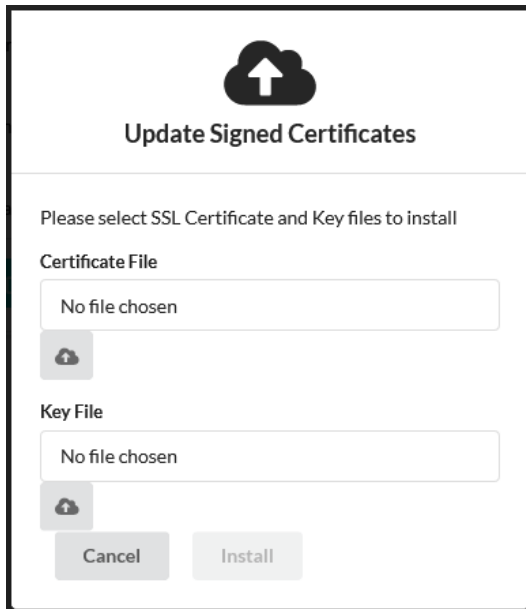 Update Signed Certificates
Please select SSL Certificate and Key files to install
Certificate File
No file chosen
Key File
No file chosen
Cancel Install